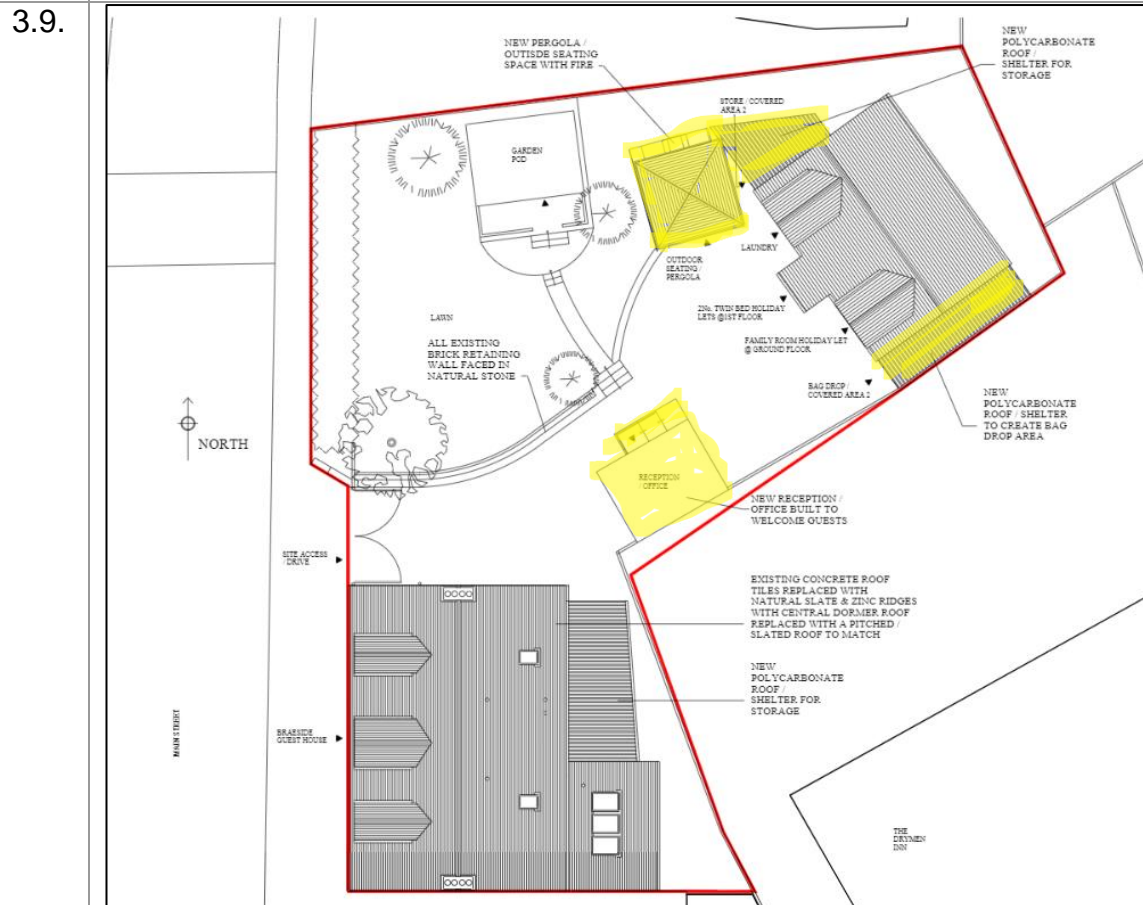 3.9.
NEW PERGOLA /
OUTISDE SEATING
SPACE WITH FIRE
NEW
POLYCARBONATE
ROOF /
SHELTER FOR
STORAGE
STORE / COVERED
AREA 2
GARDEN
POD
LAUNDRY
OUTDOOR
SEATING /
PERGOLA
2No. TWIN BED HOLIDAY
LETS @1ST FLOOR
LAWN
FAMILY ROOM HOLIDAY LET
@ GROUND FLOOR
ALL EXISTING
BRICK RETAINING
WALL FACED IN
NATURAL STONE
BAG DROP /
COVERED AREA 2
NEW
POLYCARBONATE
ROOF / SHELTER
TO CREATE BAG
DROP AREA
NORTH
RECEPTION
/ OFFICE
NEW RECEPTION /
OFFICE BUILT TO
WELCOME GUESTS
SITE ACCESS
/ DRIVE
EXISTING CONCRETE ROOF
TILES REPLACED WITH
NATURAL SLATE & ZINC RIDGES
WITH CENTRAL DORMER ROOF
REPLACED WITH A PITCHED /
SLATED ROOF TO MATCH
NEW
POLYCARBONATE
ROOF /
SHELTER FOR
STORAGE
MAIN STREET
BRAESIDE
GUEST HOUSE
THE
DRYMEN
INN